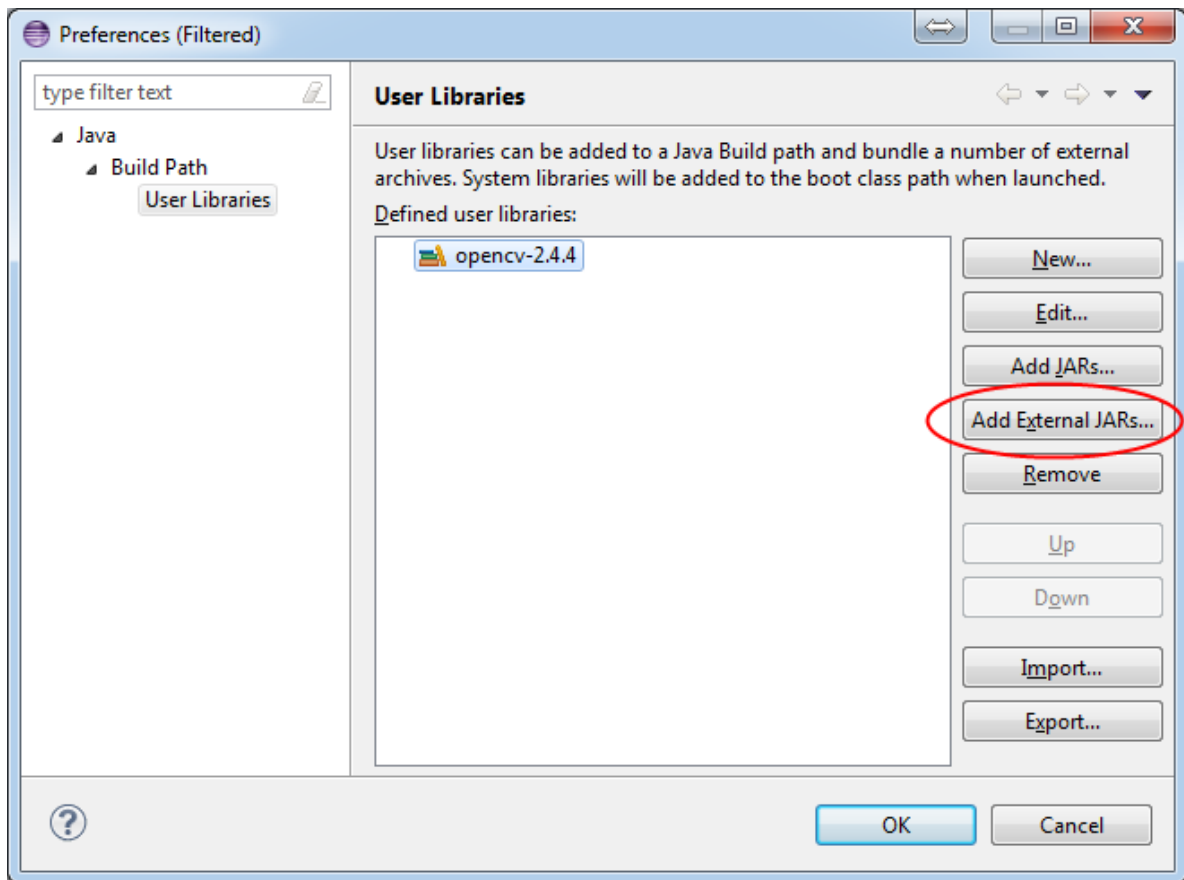 Preferences (Filtered)
type filter text
Java
Build Path
User Libraries
User Libraries
User libraries can be added to a Java Build path and bundle a number of external
archives. System libraries will be added to the boot class path when launched.
Defined user libraries:
opencv-2.4.4
New...
Edit...
Add JARs...
Add External JARs...
Remove
Up
Down
Import...
Export...
?
OK
Cancel